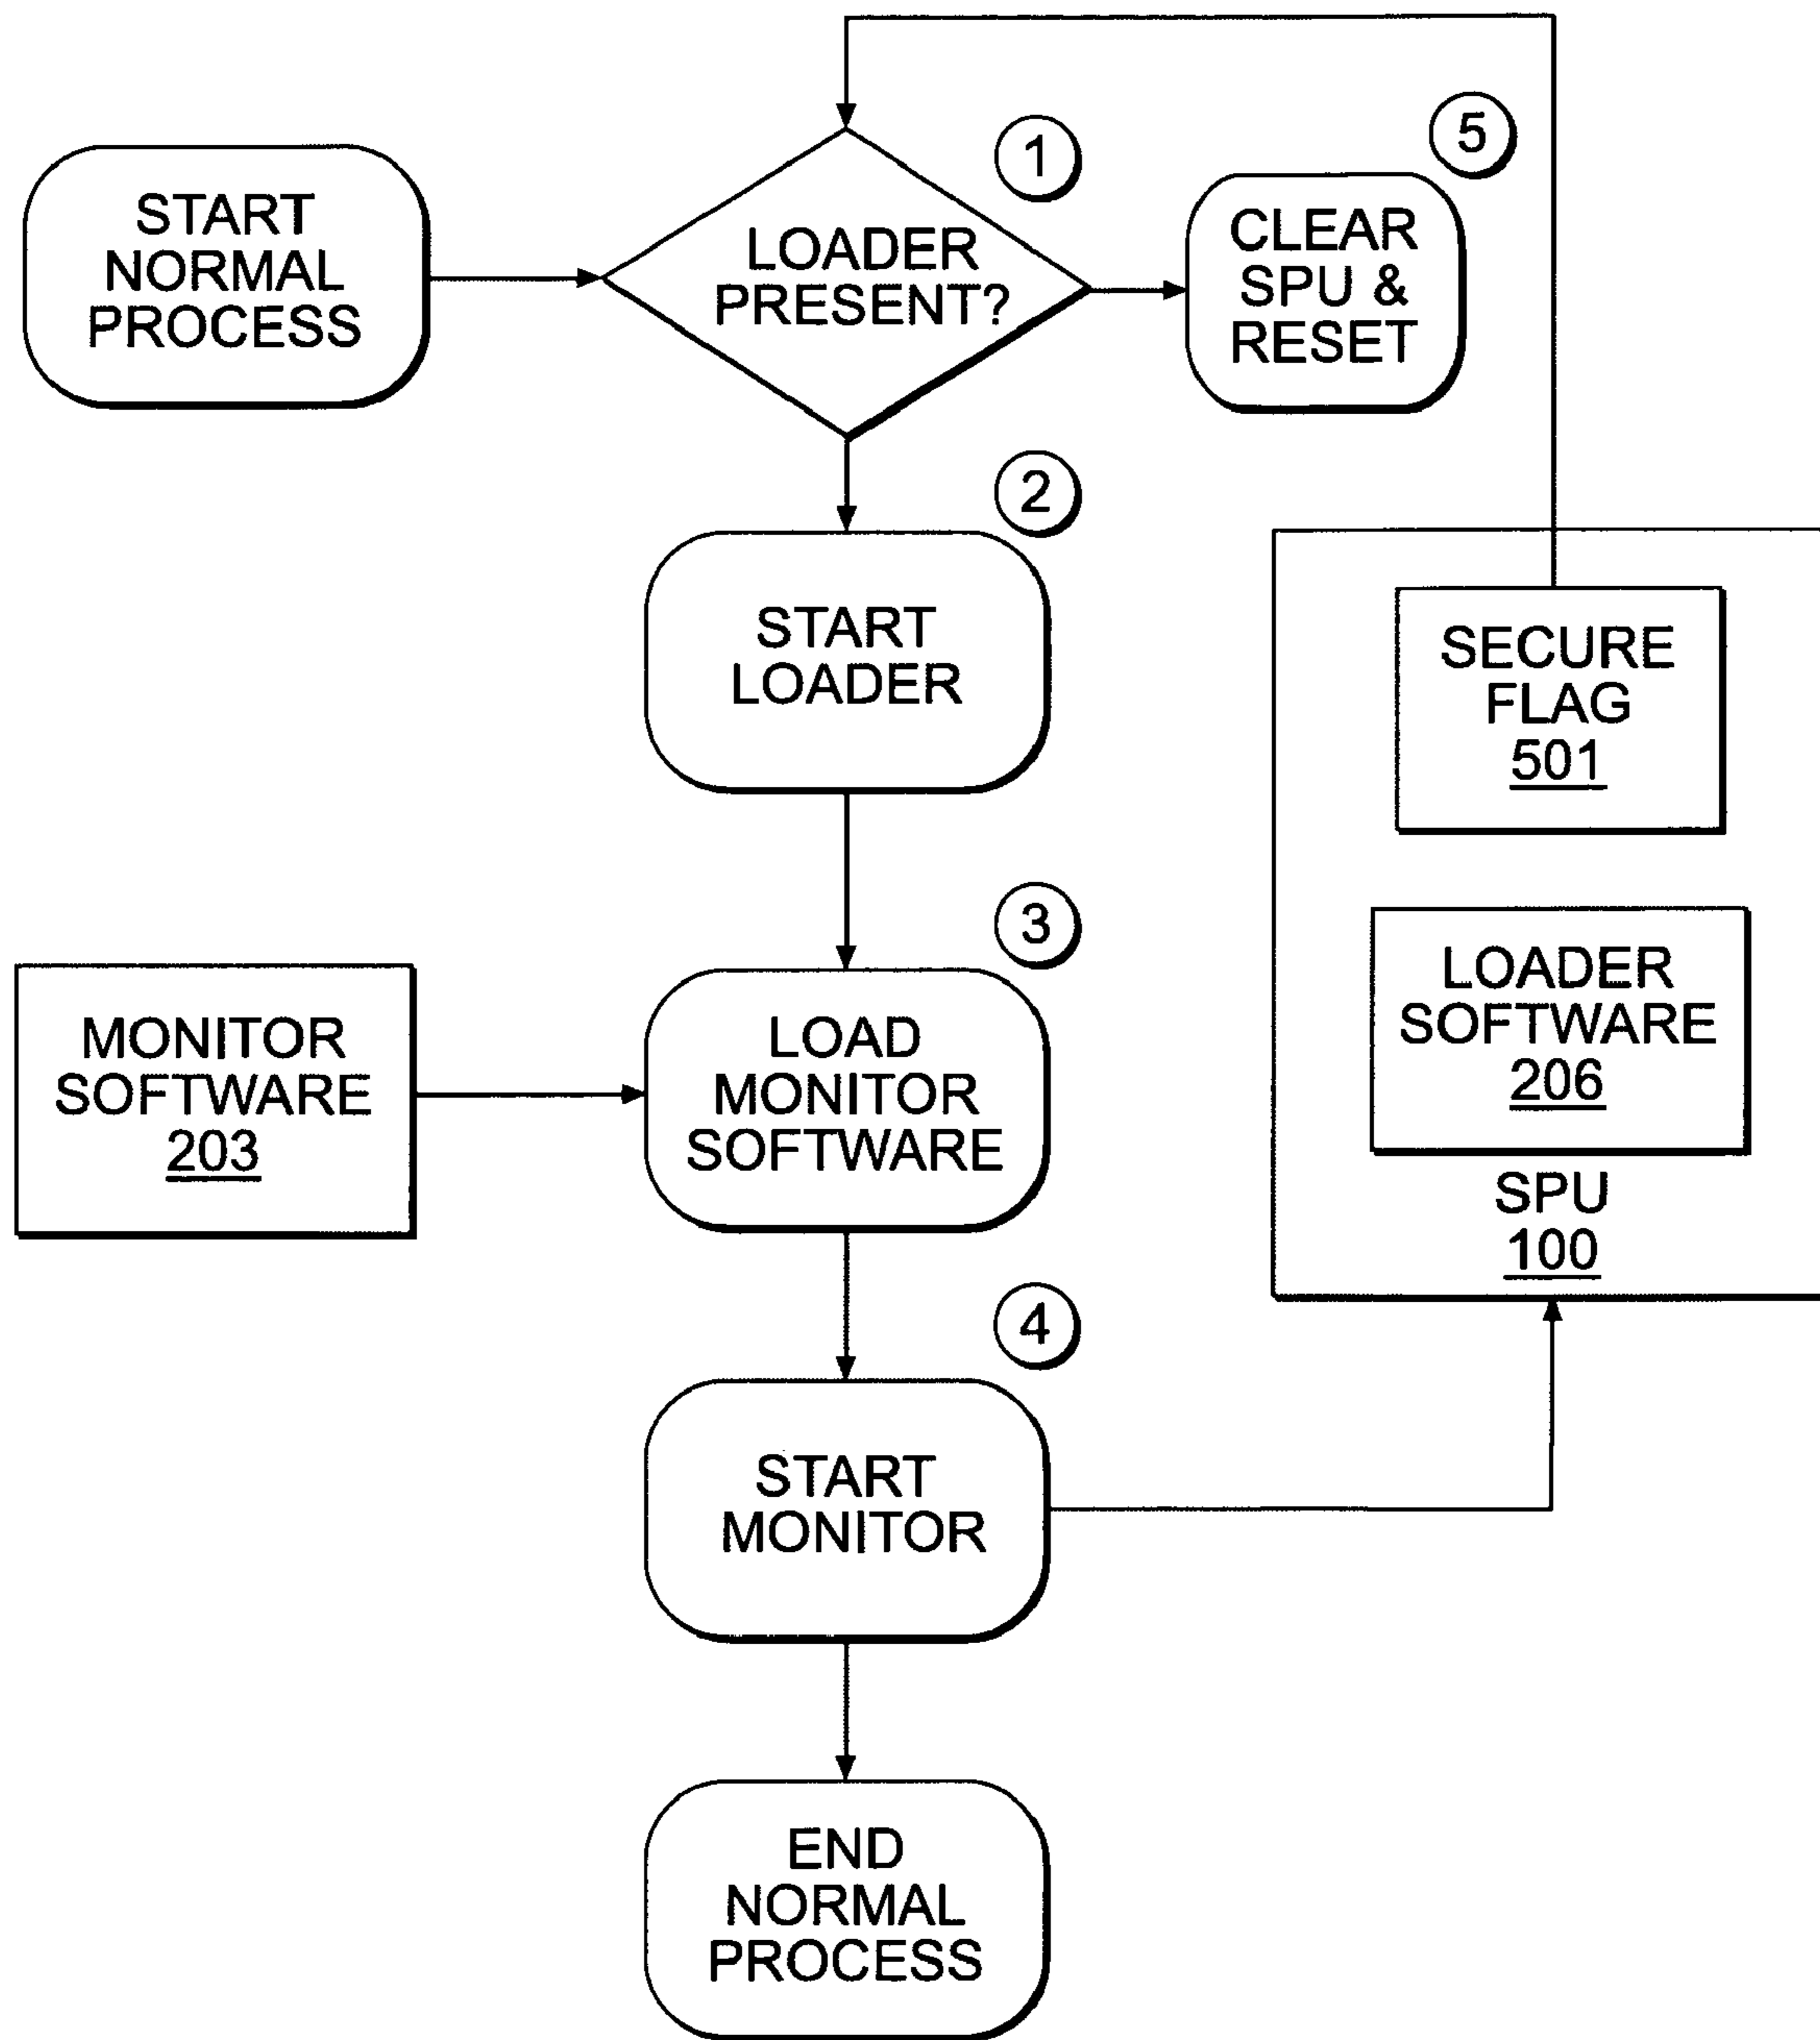 START
NORMAL
PROCESS
1
LOADER
PRESENT?
5
CLEAR
SPU &
RESET
2
START
LOADER
SECURE
FLAG
501
3
LOADER
SOFTWARE
206
SPU
100
MONITOR
SOFTWARE
203
LOAD
MONITOR
SOFTWARE
4
START
MONITOR
END
NORMAL
PROCESS